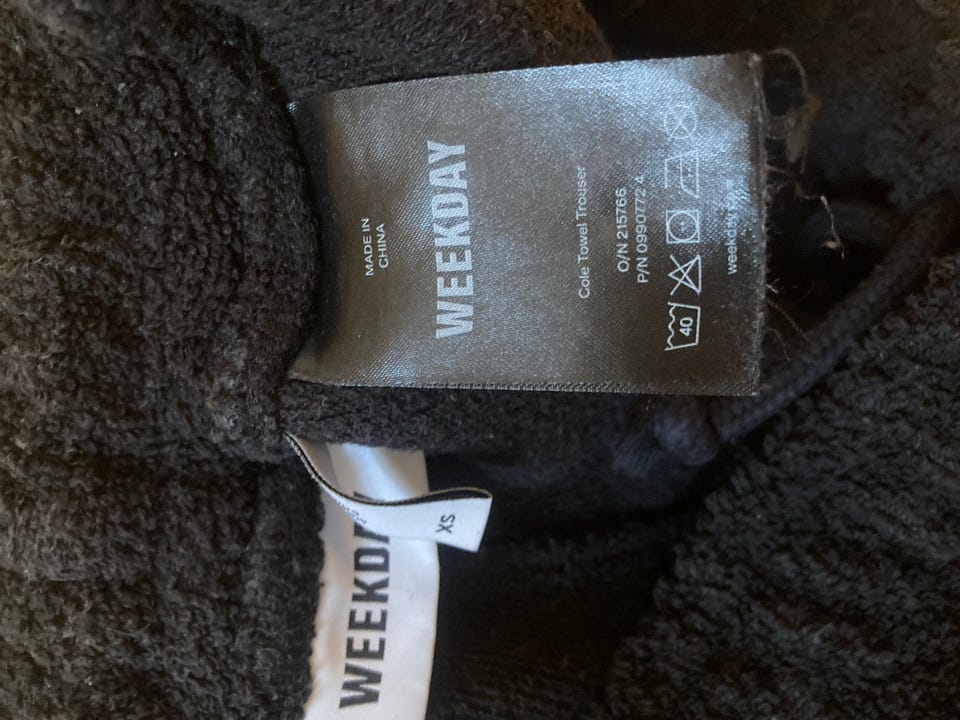 MADE IN
CHINA
WEEKDAY
Cole Towel Trouser
O/N 215766
P/N 0990772 4
40
WEEKDAY
XS